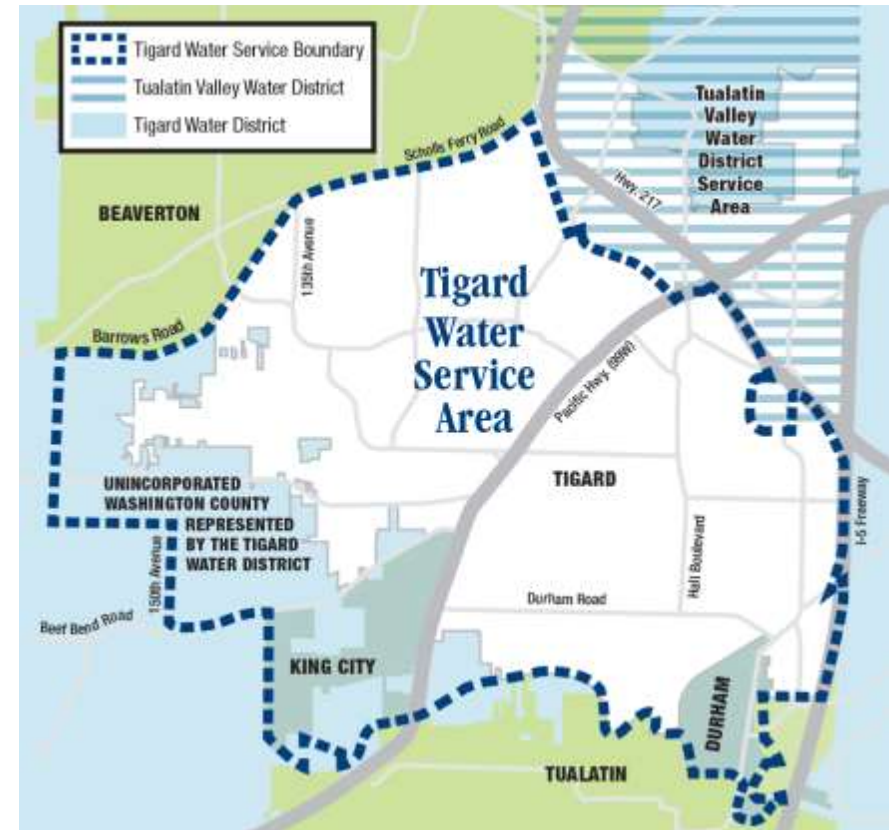 Tigard Water Service Boundary
Tualatin Valley Water District
Tigard Water District
Tualatin
Valley
Water
District
Service
Area
Scholls Ferry Road
Hwy. 217
BEAVERTON
135th Avenue
Tigard
Water
Service
Area
Barrows Road
Pacific Hwy. (99W)
UNINCORPORATED
WASHINGTON COUNTY
REPRESENTED
BY THE TIGARD
WATER DISTRICT
TIGARD
I-5 Freeway
150th Avenue
Hall Boulevard
Durham Road
Beef Bend Road
KING CITY
DURHAM
TUALATIN